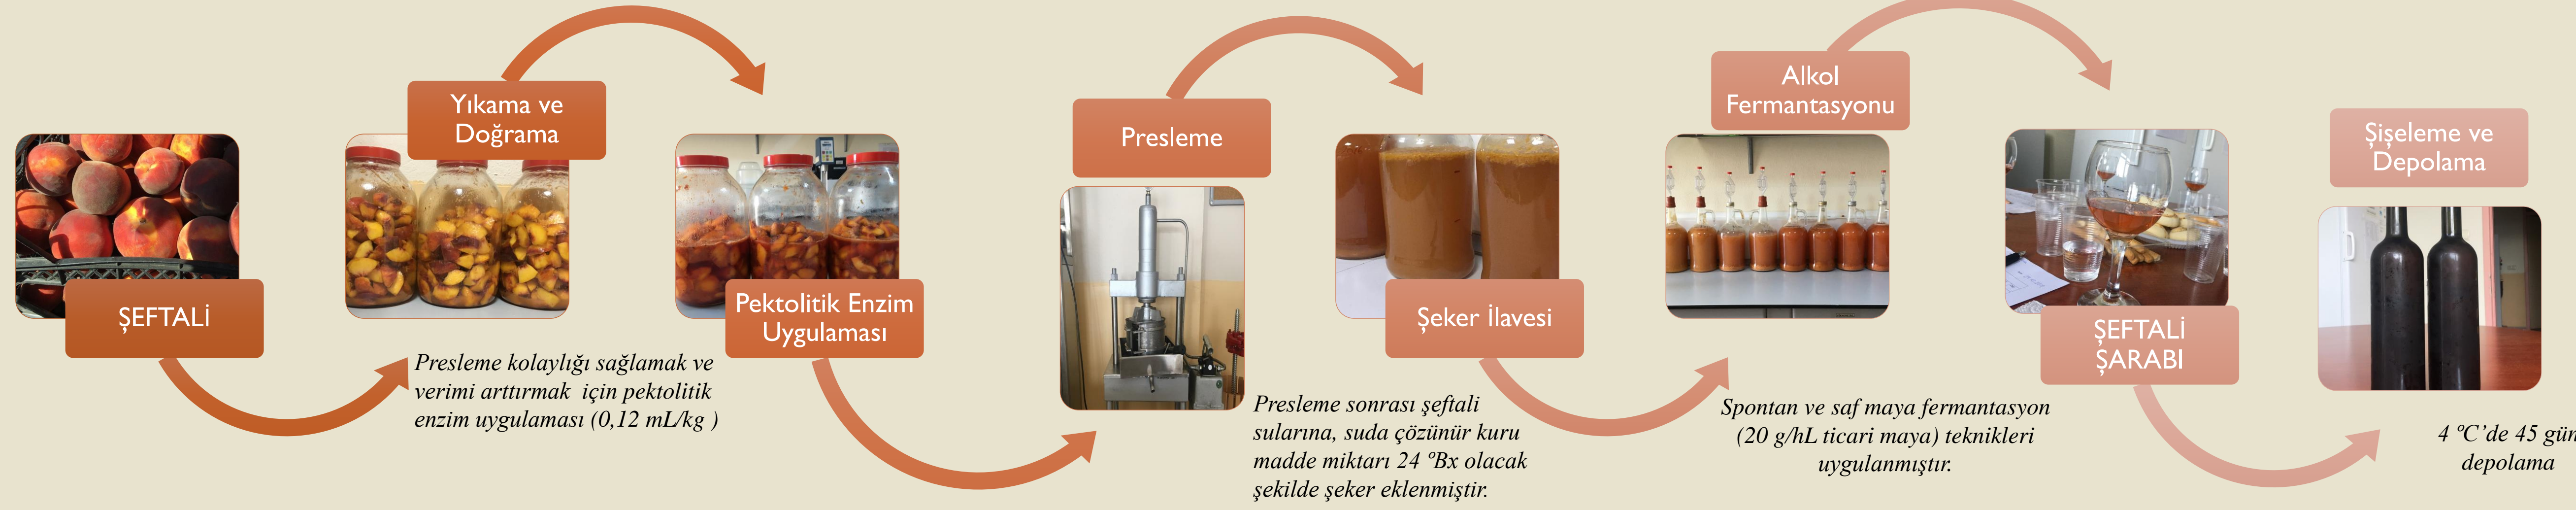 ŞEFTALİ
Yıkama ve
Doğrama
Presleme kolaylığı sağlamak ve
verimi arttırmak için pektolitik
enzim uygulaması (0,12 mL/kg )
Pektolitik Enzim
Uygulaması
Presleme
Presleme sonrası şeftali
sularına, suda çözünür kuru
madde miktarı 24 ºBx olacak
şekilde şeker eklenmiştir.
Şeker İlavesi
Alkol
Fermantasyonu
Spontan ve saf maya fermantasyon
(20 g/hL ticari maya) teknikleri
uygulanmıştır.
ŞEFTALİ
ŞARABI
Şişeleme ve
Depolama
4 ºC’de 45 gün
depolama